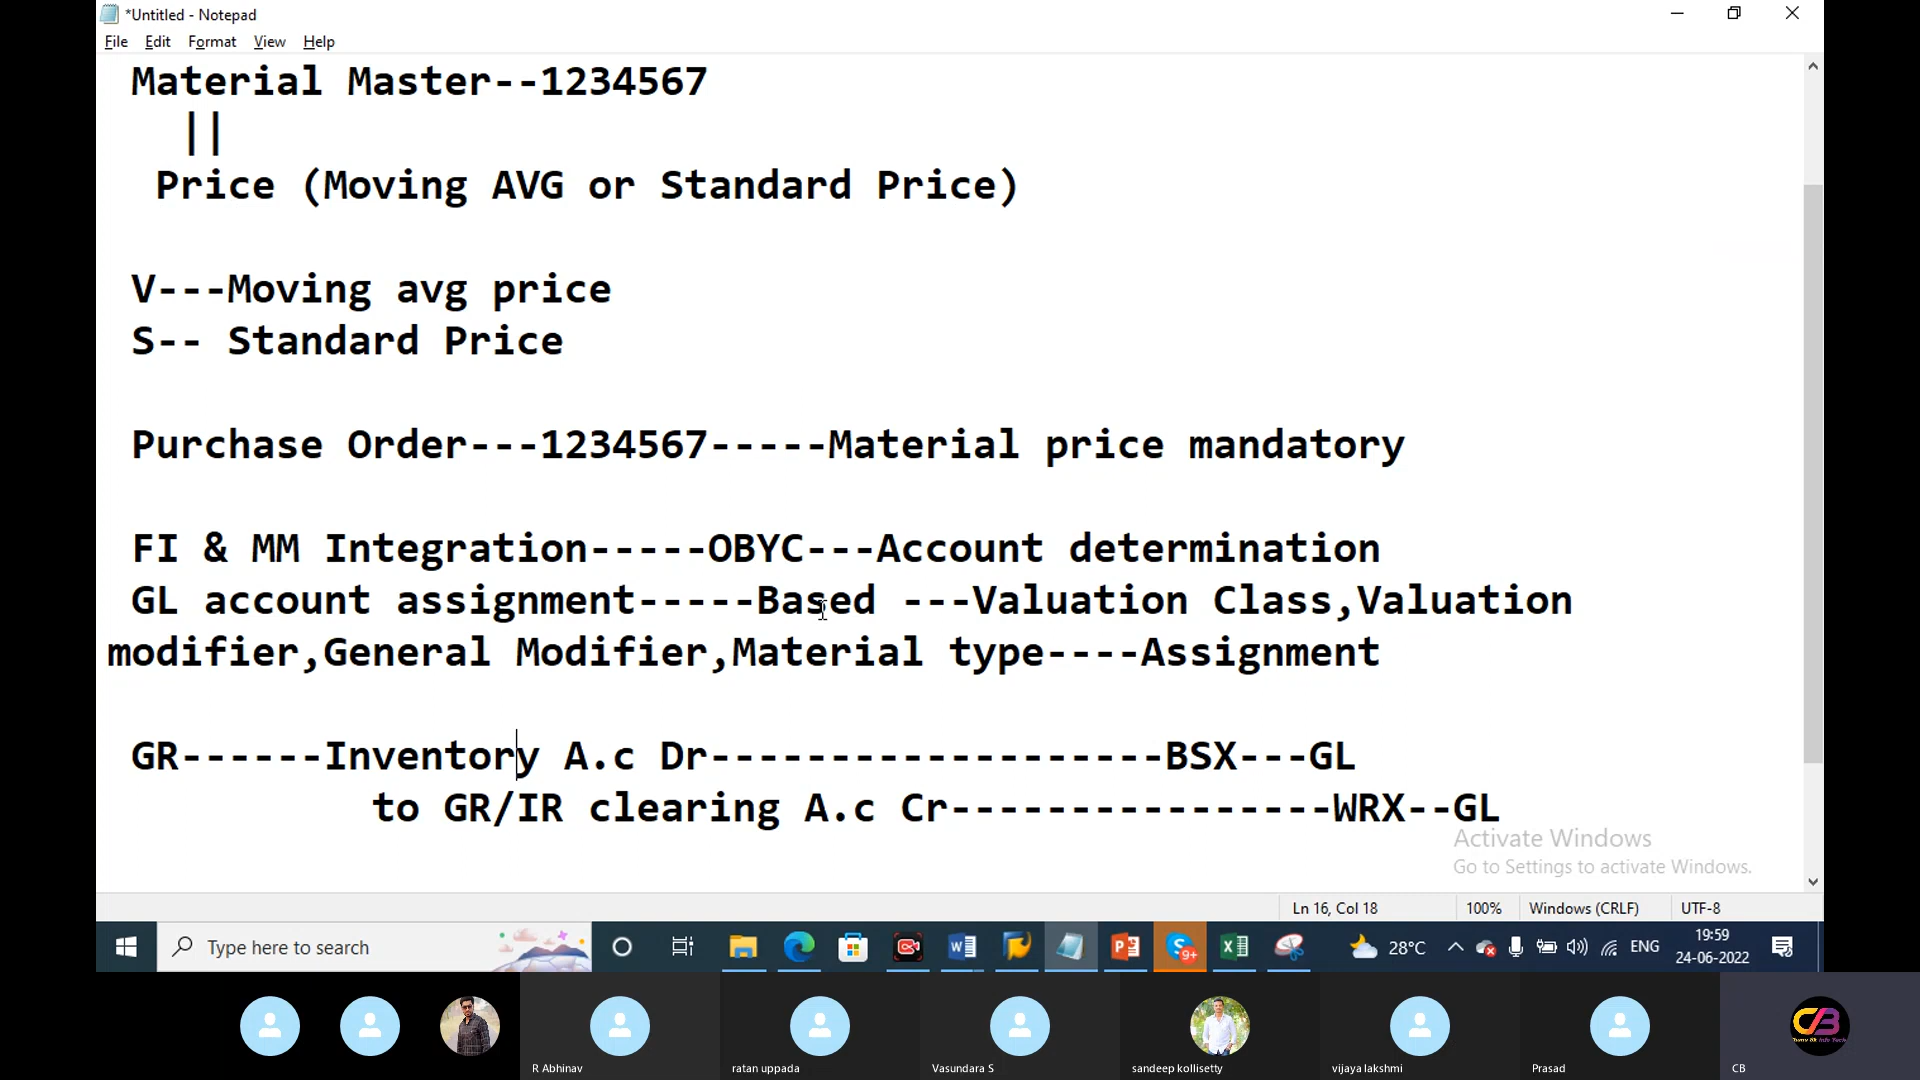 *Untitled - Notepad
File Edit Format View Help
Material Master--1234567
||
Price (Moving AVG or Standard Price)
V---Moving avg price
S-- Standard Price
Purchase Order---1234567-----Material price mandatory
FI & MM Integration-----OBYC---Account determination
GL account assignment-----Based ---Valuation Class,Valuation
modifier,General Modifier,Material type----Assignment
GR------Inventory A.c Dr-------------------BSX---GL
to GR/IR clearing A.c Cr----------------WRX--GL
Activate Windows
Go to Settings to activate Windows.
Ln 16, Col 18 100% Windows (CRLF) UTF-8
Type here to search 9+ 28°C ENG 19:59
24-06-2022
CB
R Abhinav ratan uppada Vasundara S sandeep kollisetty vijaya lakshmi Prasad CB